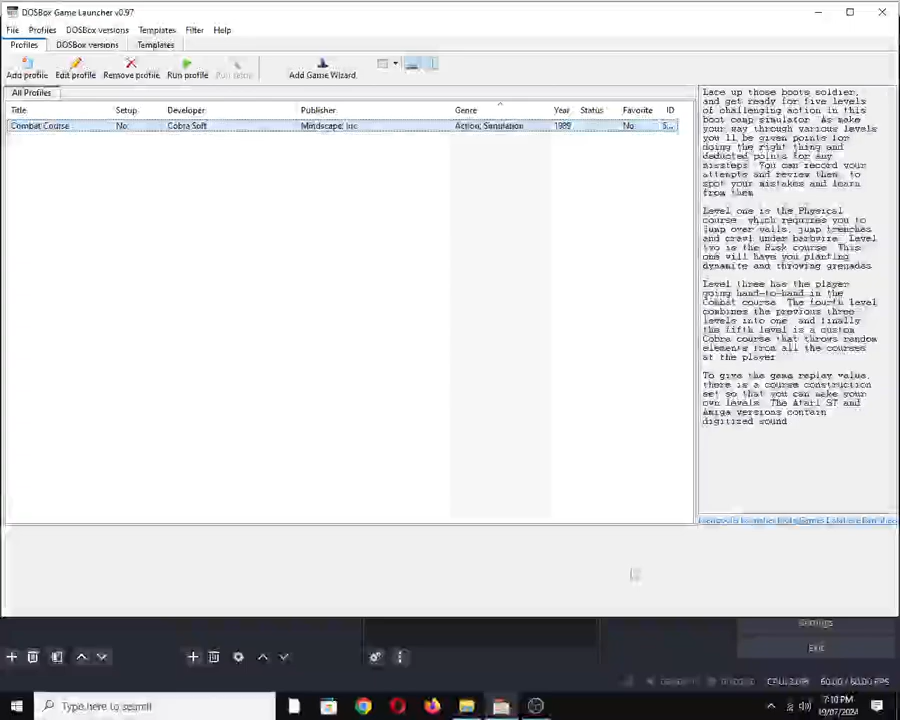 DOSBox Game Launcher v0.97
File Profiles DOSBox versions Templates Filter Help
Profiles DOSBox versions Templates
Add profile Edit profile Remove profile Run profile Add Game Wizard
All Profiles
Title Setup Developer Publisher Genre Year Status Favorite ID
Combat Course No Cobra Soft Mindscape, Inc Action, Simulation 1989 No 5...
Lace up those boots soldier,
and get ready for five levels
of challenging action in this
boot camp simulator. As make
your way through various levels
you'll be given points for
doing the right thing and
deducted points for any
missteps. You can record your
attempts and review them, to
spot your mistakes and learn
from them
Level one is the Physical
course, which requires you to
jump over walls, jump trenches
and crawl under barbwire. Level
two is the Risk course. This
one will have you planting
dynamite and throwing grenades
Level three has the player
going hand-to-hand in the
Combat course. The fourth level
combines the previous three
levels into one, and finally
the fifth level is a custom
Cobra course that throws random
elements from all the courses
at the player
To give the game replay value,
there is a course construction
set so that you can make your
own levels. The Atari ST and
Amiga versions contain
digitized sound
Settings
Exit
60.00 / 60.00 FPS
Type here to search
7:10 PM
19/07/2024